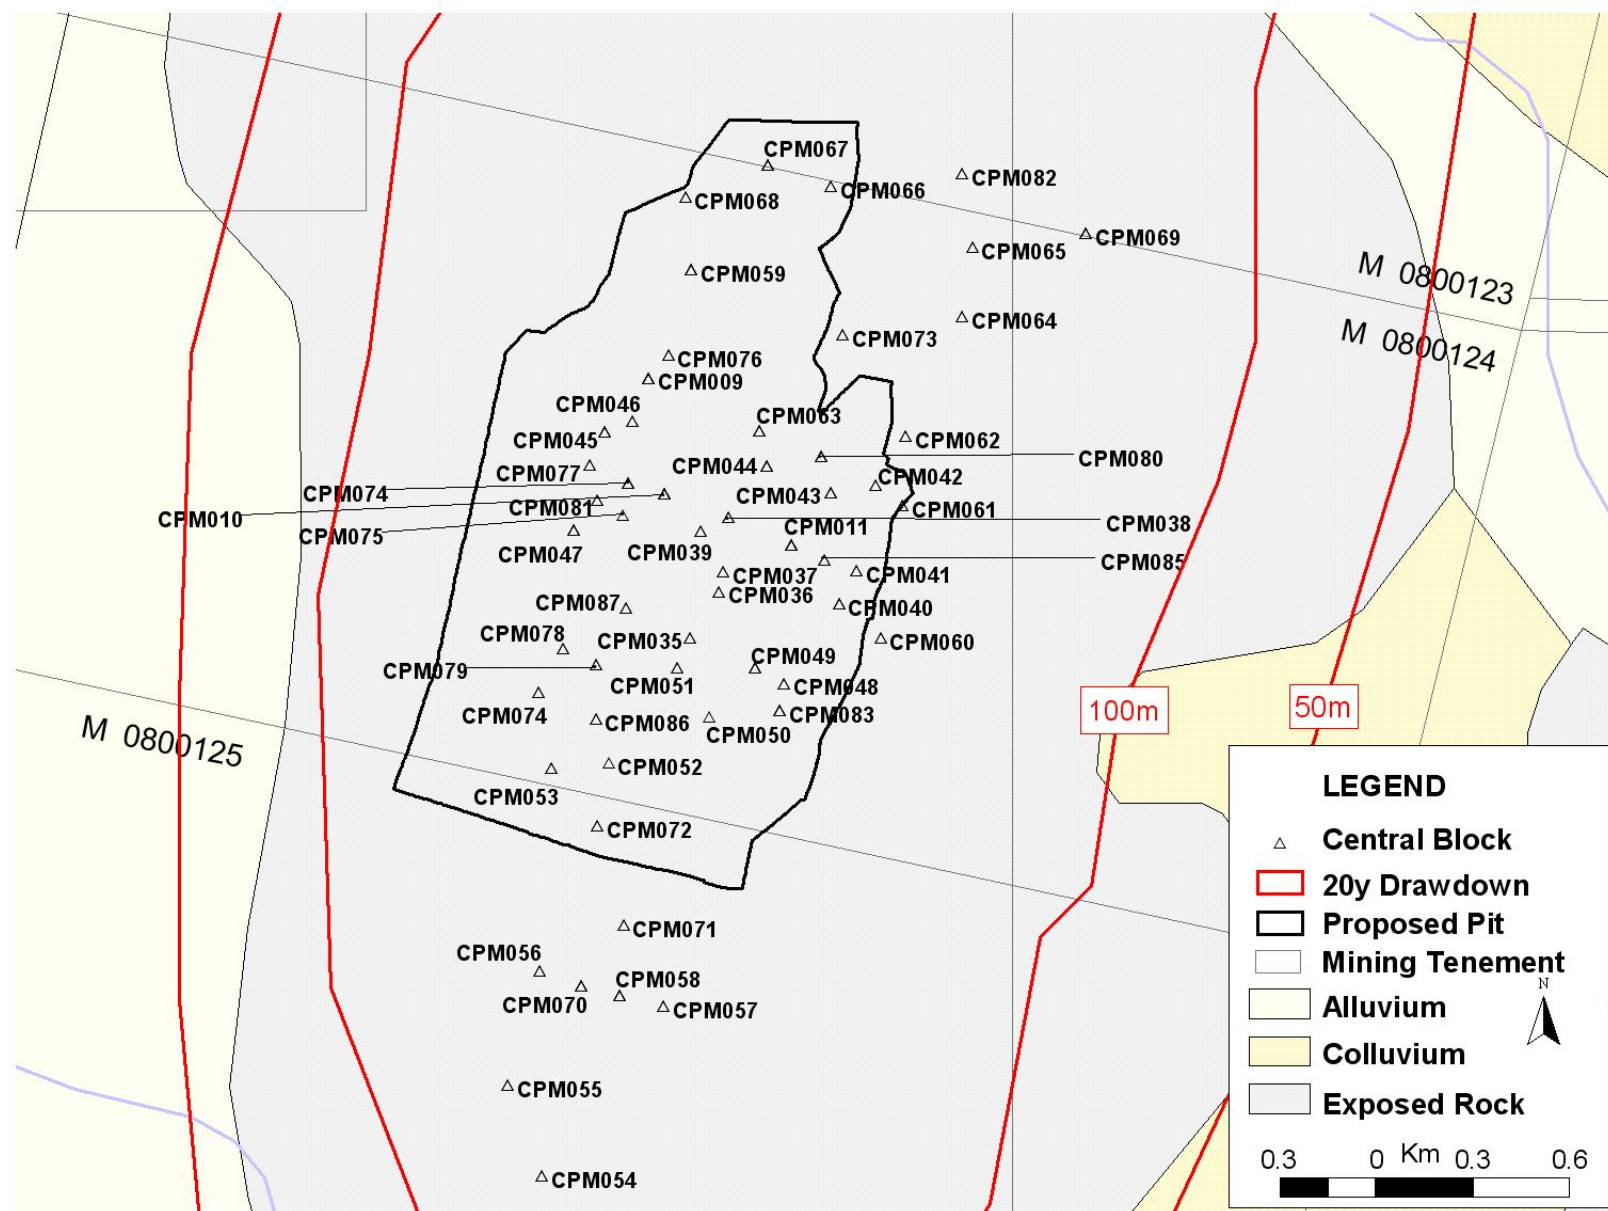 CPM067
CPM082
CPM066
CPM068
CPM069
CPM065
M 0800123
CPM059
CPM064
M 0800124
CPM073
CPM076
CPM009
CPM046
CPM063
CPM045
CPM062
CPM080
CPM077
CPM044
CPM042
CPM074
CPM043
CPM081
CPM061
CPM010
CPM038
CPM011
CPM075
CPM047
CPM039
CPM085
CPM037
CPM041
CPM036
CPM087
CPM040
CPM078
CPM035
CPM060
CPM049
CPM079
CPM051
CPM048
100m
50m
CPM074
CPM086
CPM083
CPM050
M 0800125
CPM052
CPM053
CPM072
CPM071
CPM056
CPM058
CPM070
CPM057
CPM055
CPM054
LEGEND
Central Block
20y Drawdown
Proposed Pit
Mining Tenement
N
Alluvium
Colluvium
Exposed Rock
0.3 0 Km 0.3 0.6